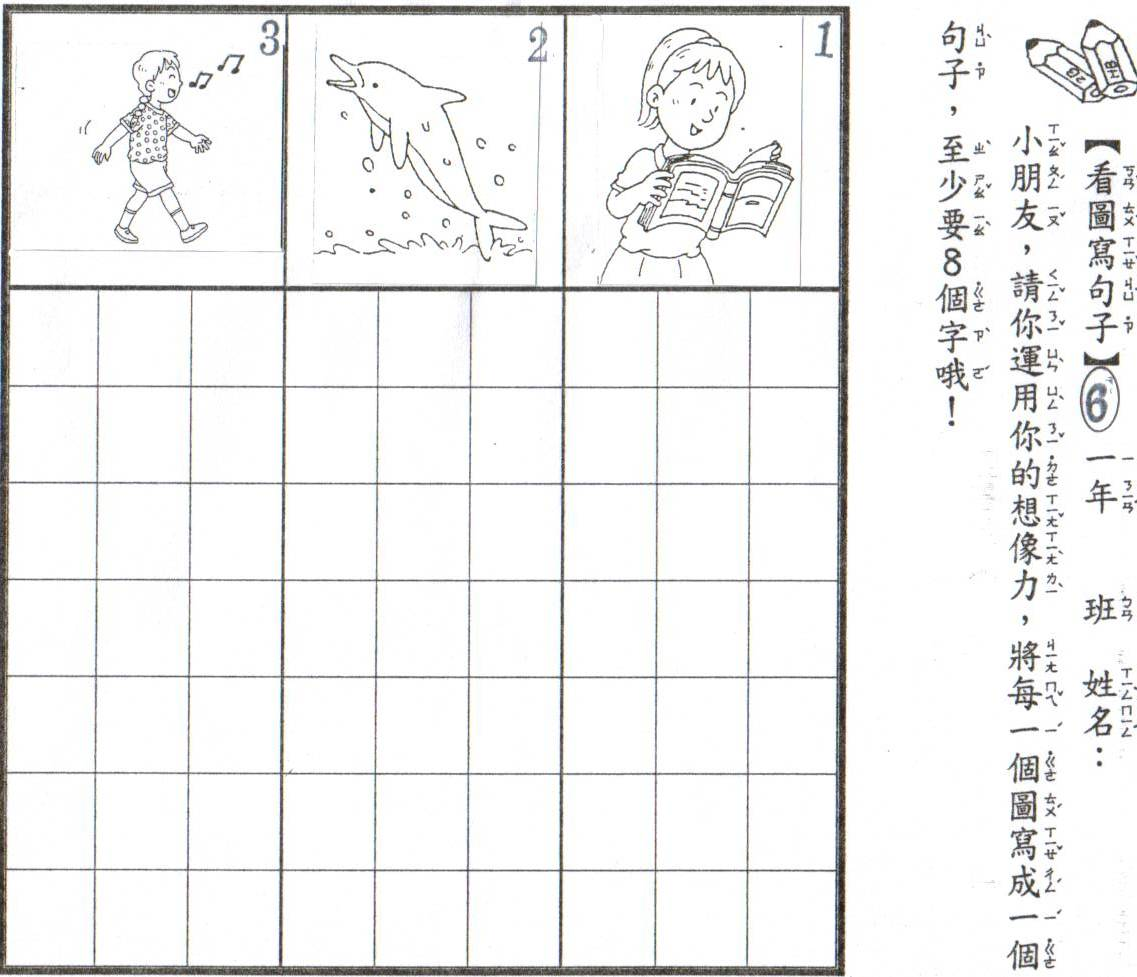 【看圖寫句子】6 一年 班 姓名：
小朋友，請你運用你的想像力，將每一個圖寫成一個
句子，至少要8個字哦！
1
2
3